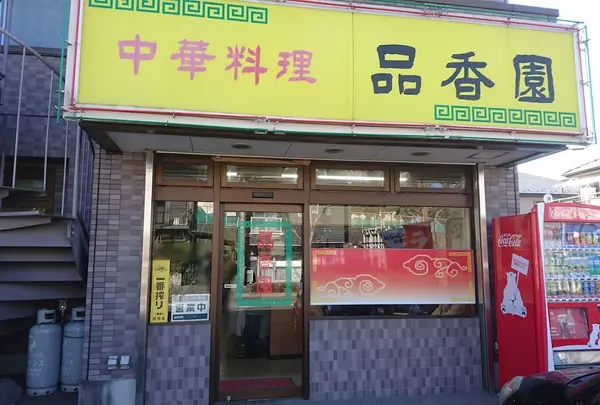 中華料理 品香園
一番搾り
営業中
Coca-Cola